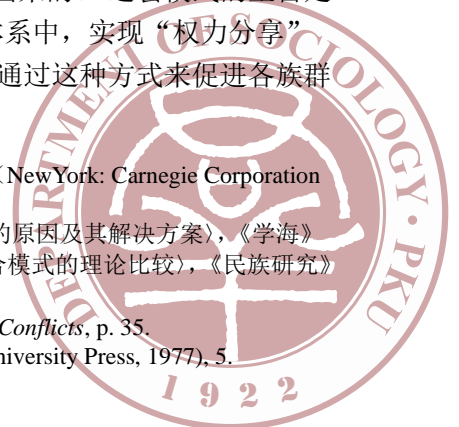 体系中，实现“权力分享”
通过这种方式来促进各族群
（NewYork: Carnegie Corporation
的原因及其解决方案〉，《学海》
合模式的理论比较〉，《民族研究》
Conflicts, p. 35.
niversity Press, 1977), 5.
DEPARTMENT OF SOCIOLOGY · PKU
1922